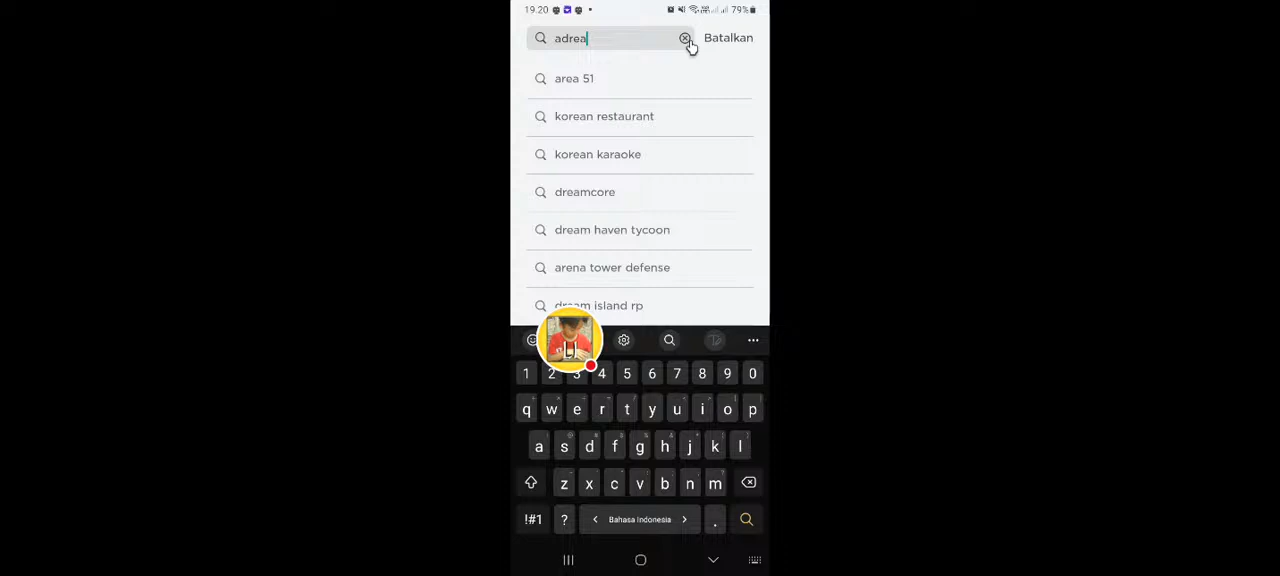 19.20 79%
adrea Batalkan
area 51
korean restaurant
korean karaoke
dreamcore
dream haven tycoon
arena tower defense
dream island rp
1 2 3 4 5 6 7 8 9 0
q w e r t y u i o p
a s d f g h j k l
z x c v b n m
!#1 ? < Bahasa Indonesia > .